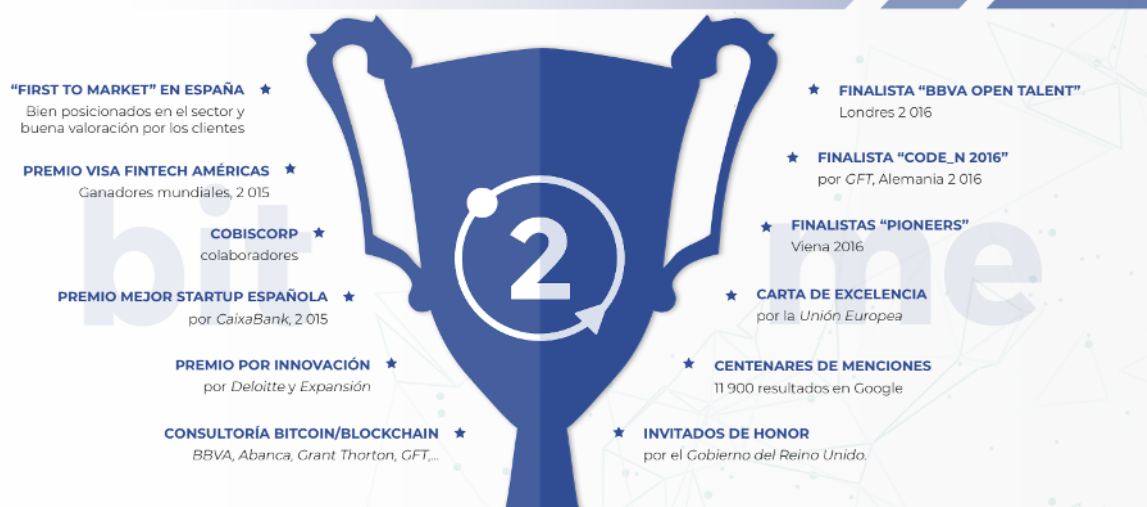 “FIRST TO MARKET” EN ESPAÑA
Bien posicionados en el sector y
buena valoración por los clientes
PREMIO VISA FINTECH AMÉRICAS
Ganadores mundiales, 2 015
COBISCORP
colaboradores
PREMIO MEJOR STARTUP ESPAÑOLA
por CaixaBank, 2 015
PREMIO POR INNOVACIÓN
por Deloitte y Expansión
CONSULTORÍA BITCOIN/BLOCKCHAIN
BBVA, Abanca, Grant Thorton, GFT,...
bit
2
me
FINALISTA “BBVA OPEN TALENT”
Londres 2 016
FINALISTA “CODE_N 2016”
por GFT, Alemania 2 016
FINALISTAS “PIONEERS”
Viena 2016
CARTA DE EXCELENCIA
por la Unión Europea
CENTENARES DE MENCIONES
11 900 resultados en Google
INVITADOS DE HONOR
por el Gobierno del Reino Unido.